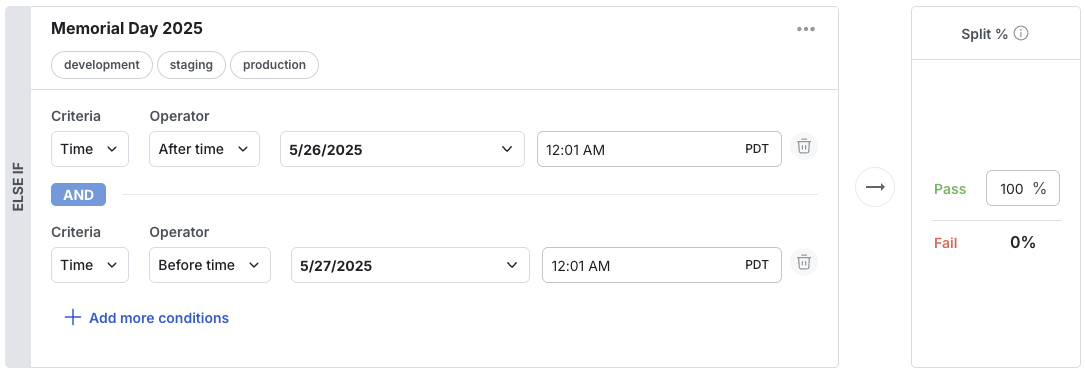 Memorial Day 2025
development staging production
Criteria Operator
Time After time 5/26/2025 12:01 AM PDT
ELSE IF
AND
Criteria Operator
Time Before time 5/27/2025 12:01 AM PDT
Add more conditions
Split %
Pass 100 %
Fail 0%